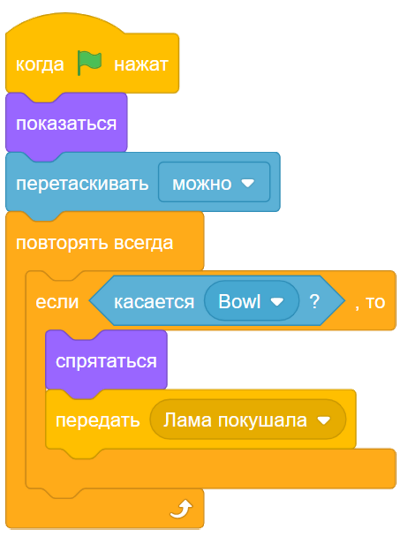 когда нажат
показаться
перетаскивать можно
повторять всегда
если касается Bowl ? , то
спрятаться
передать Лама покушала